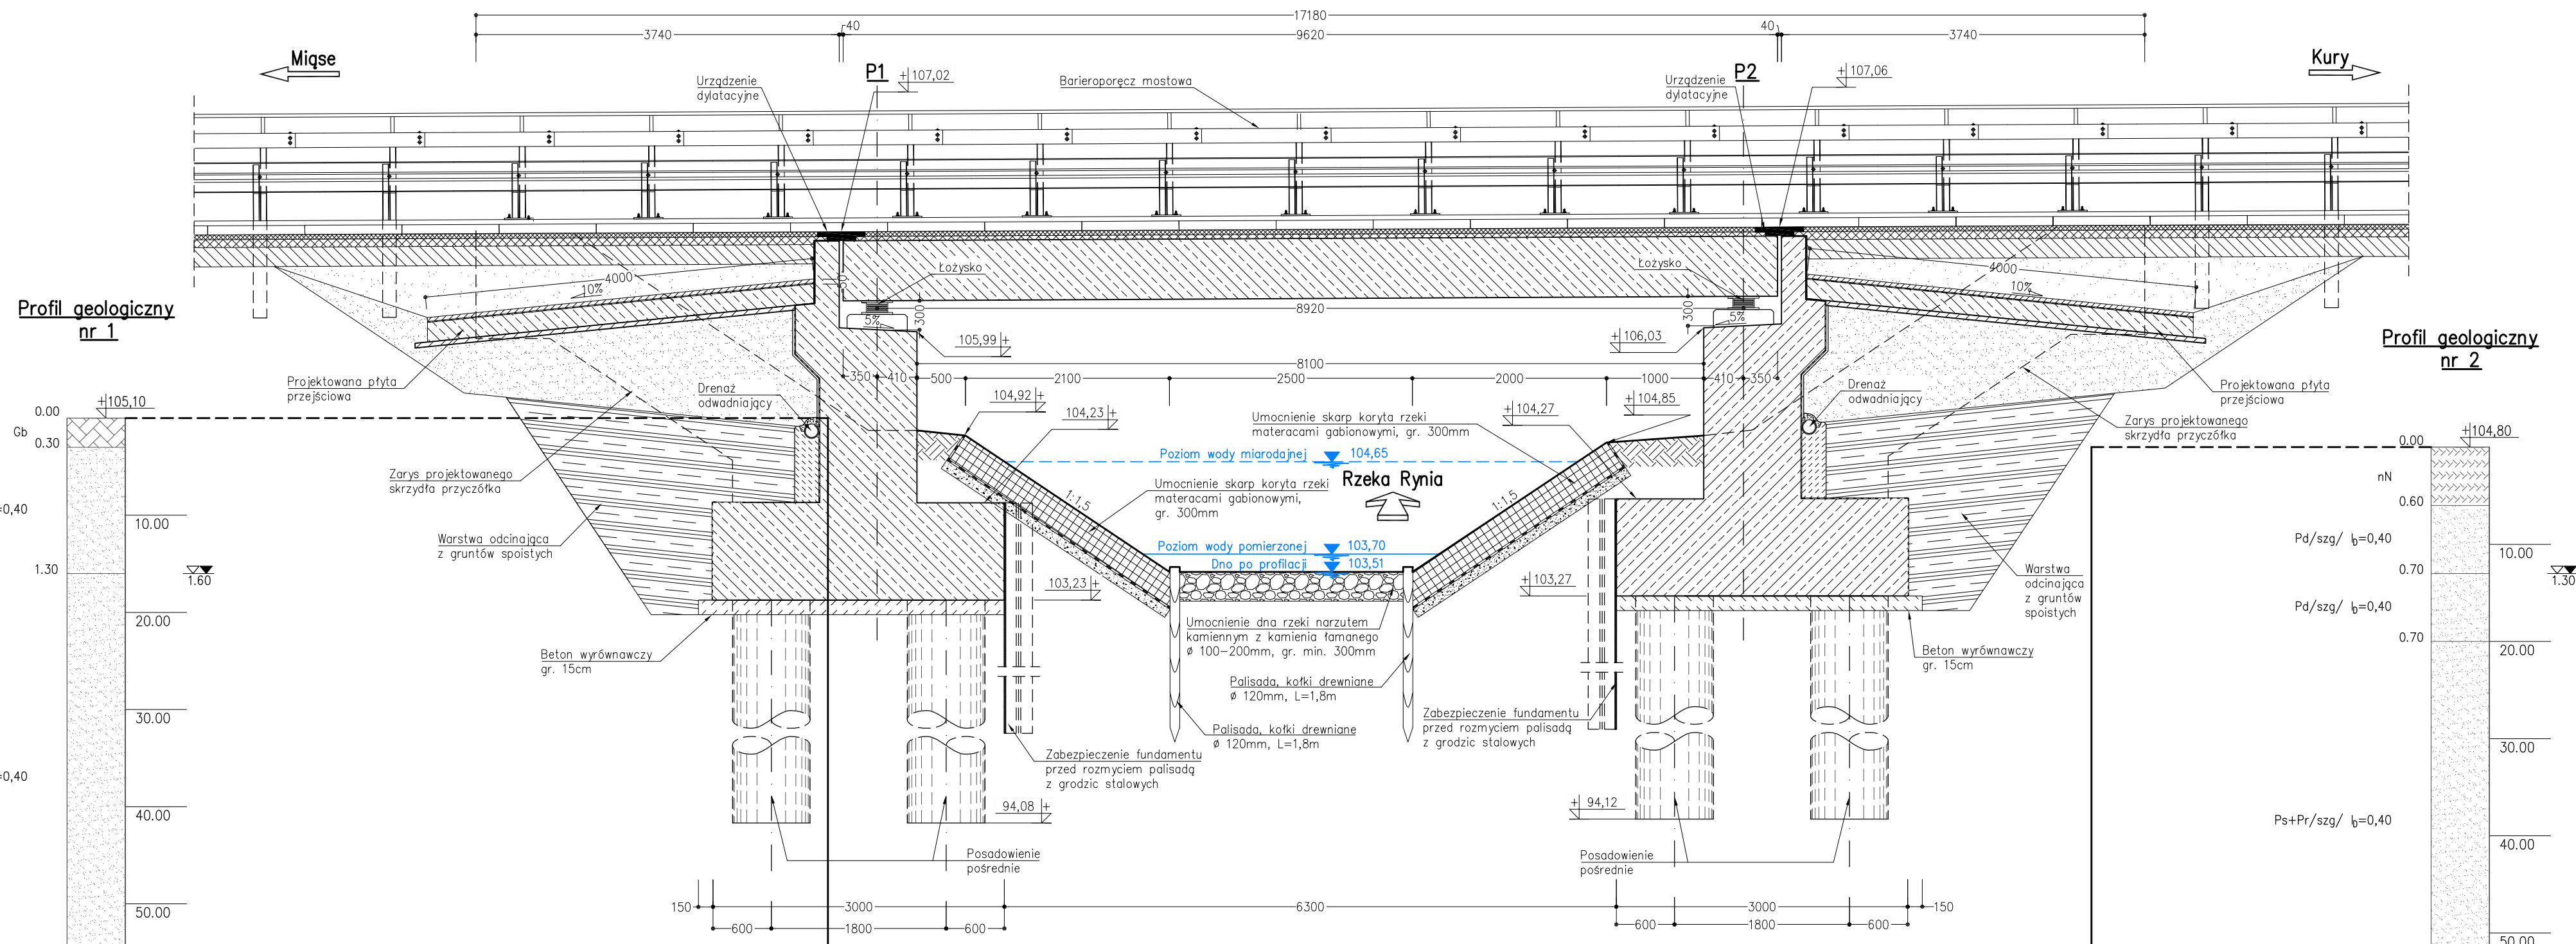 17180
3740
40
9620
40
3740
Miąse
Kury
Urządzenie
dylatacyjne
P1
107,02
Barieroporęcz mostowa
Urządzenie
dylatacyjne
P2
107,06
4000
10%
50
Łożysko
Łożysko
4000
10%
Profil geologiczny
nr 1
5%
300
8920
300
5%
105,99
106,03
Profil geologiczny
nr 2
8100
350
410
500
2100
2500
2000
1000
410
350
Projektowana płyta
przejściowa
Drenaż
odwadniający
104,92
104,23
Umocnienie skarp koryta rzeki
materacami gabionowymi, gr. 300mm
104,27
104,85
Drenaż
odwadniający
Projektowana płyta
przejściowa
0.00
105,10
Gb
0.30
Zarys projektowanego
skrzydła przyczółka
0.00
104,80
Poziom wody miarodajnej
104,65
Rzeka Rynia
Zarys projektowanego
skrzydła przyczółka
1:1,5
Umocnienie skarp koryta rzeki
materacami gabionowymi,
gr. 300mm
1:1,5
nN
0.60
=0,40
10.00
Warstwa odcinająca
z gruntów spoistych
Poziom wody pomierzonej
103,70
Dno po profilacji
103,51
Pd/szg/ I_D=0,40
10.00
1.30
1.60
103,23
103,27
Warstwa
odcinająca
z gruntów
spoistych
0.70
1.30
20.00
Umocnienie dna rzeki narzutem
kamiennym z kamienia łamanego
ø 100-200mm, gr. min. 300mm
Pd/szg/ I_D=0,40
0.70
20.00
Beton wyrównawczy
gr. 15cm
Beton wyrównawczy
gr. 15cm
Palisada, kołki drewniane
ø 120mm, L=1,8m
30.00
Palisada, kołki drewniane
ø 120mm, L=1,8m
Zabezpieczenie fundamentu
przed rozmyciem palisadą
z grodzic stalowych
30.00
Zabezpieczenie fundamentu
przed rozmyciem palisadą
z grodzic stalowych
=0,40
40.00
94,08
94,12
Ps+Pr/szg/ I_D=0,40
40.00
Posadowienie
pośrednie
Posadowienie
pośrednie
50.00
150
3000
6300
3000
150
600
1800
600
600
1800
600
50.00